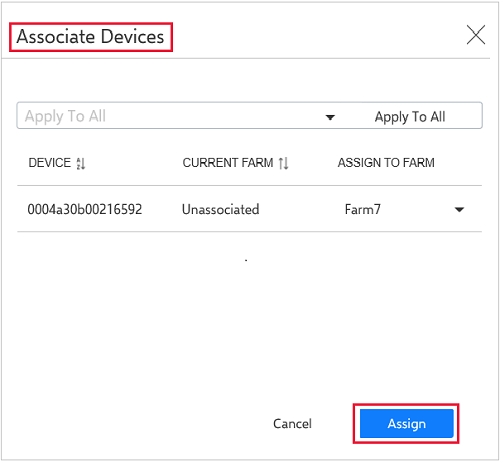 Associate Devices
Apply To All Apply To All
DEVICE CURRENT FARM ASSIGN TO FARM
0004a30b00216592 Unassociated Farm7
Cancel Assign